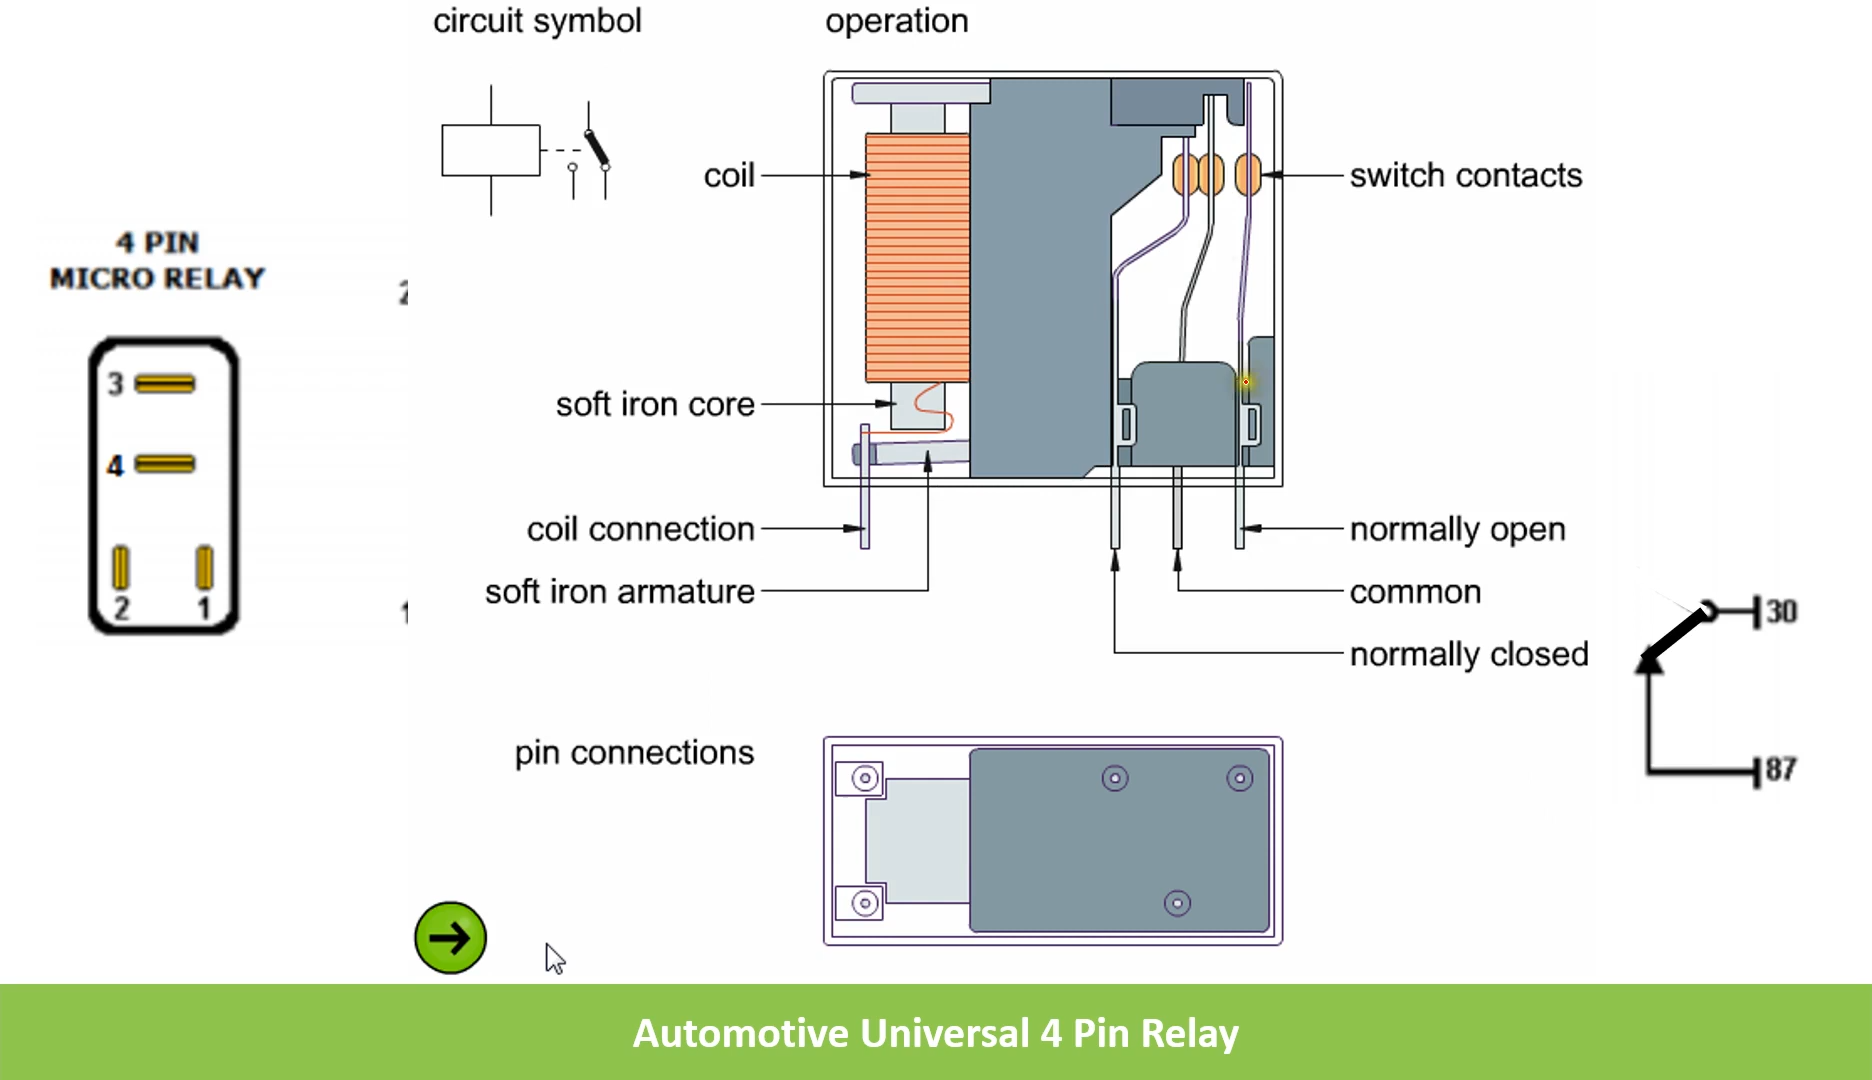 circuit symbol
operation
coil
switch contacts
4 PIN
MICRO RELAY
3
soft iron core
4
coil connection
normally open
soft iron armature
common
2
1
30
normally closed
pin connections
87
Automotive Universal 4 Pin Relay